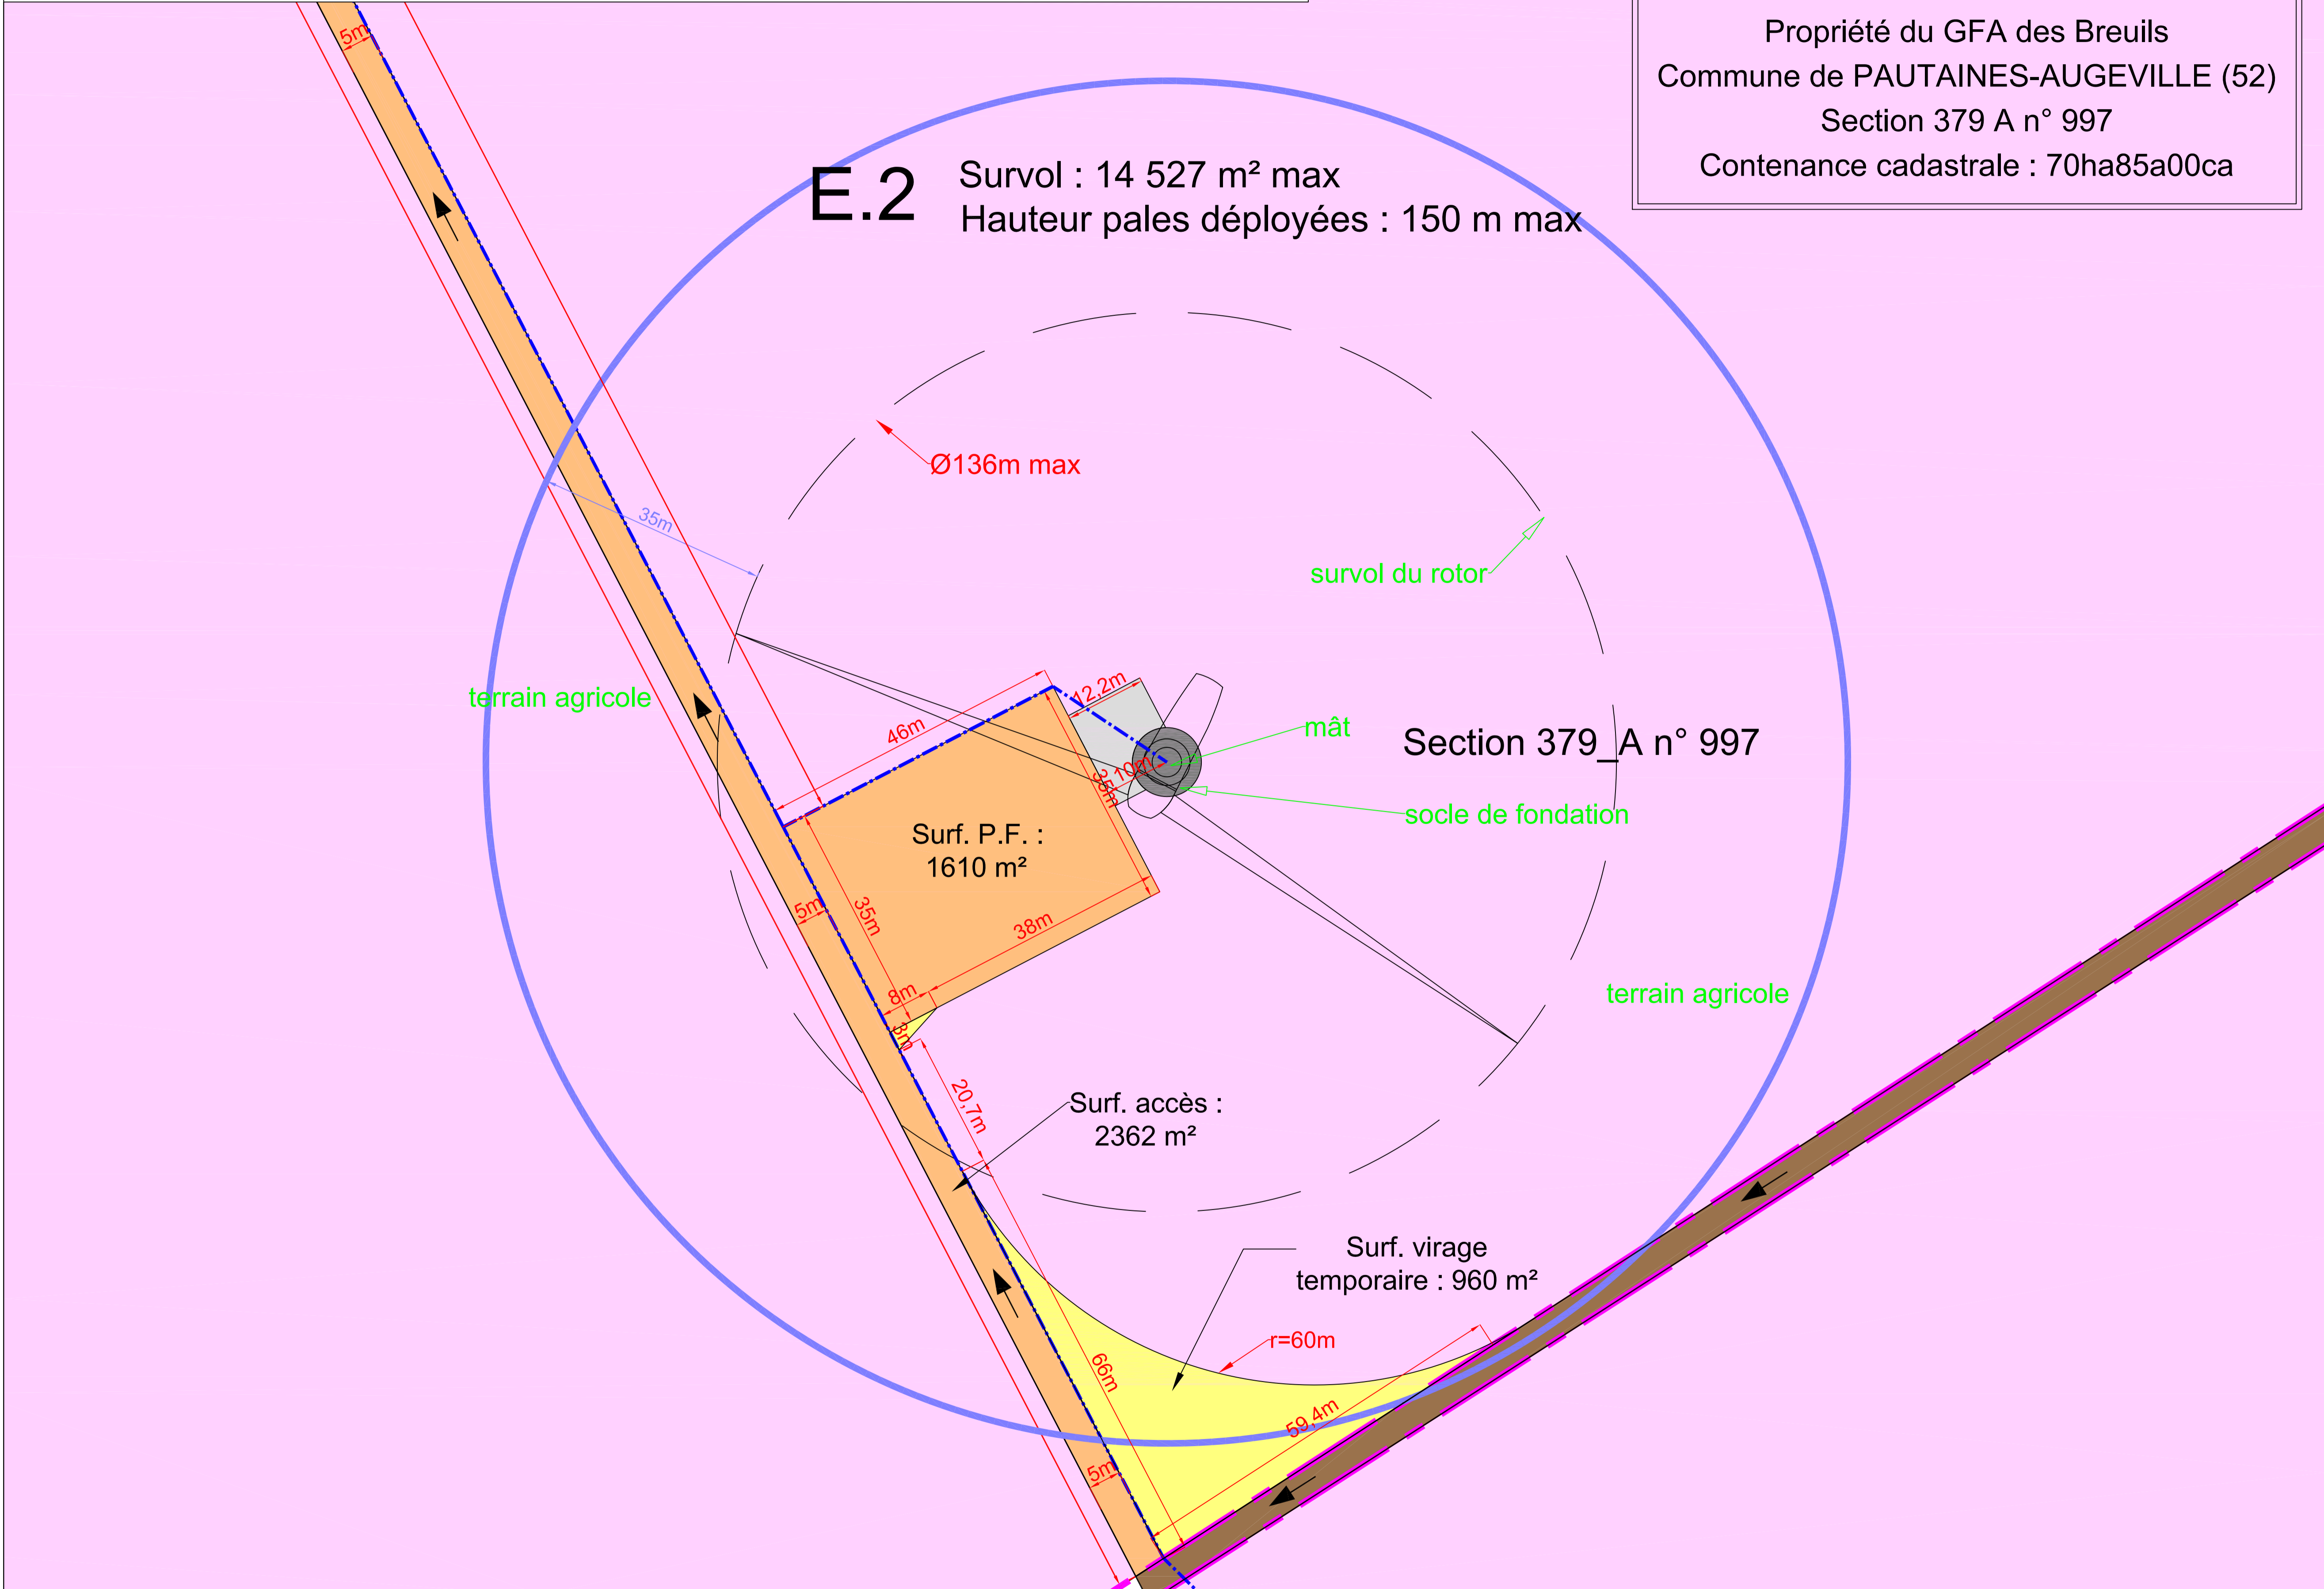 Propriété du GFA des Breuils
Commune de PAUTAINES-AUGEVILLE (52)
Section 379 A n° 997
Contenance cadastrale : 70ha85a00ca
5m
E.2
Survol : 14 527 m² max
Hauteur pales déployées : 150 m max
Ø136m max
35m
survol du rotor
terrain agricole
46m
12,2m
mât
Section 379_A n° 997
10m
35m
socle de fondation
Surf. P.F. :
1610 m²
5m
35m
38m
8m
3m
terrain agricole
20,7m
Surf. accès :
2362 m²
Surf. virage
temporaire : 960 m²
r=60m
66m
59,4m
5m